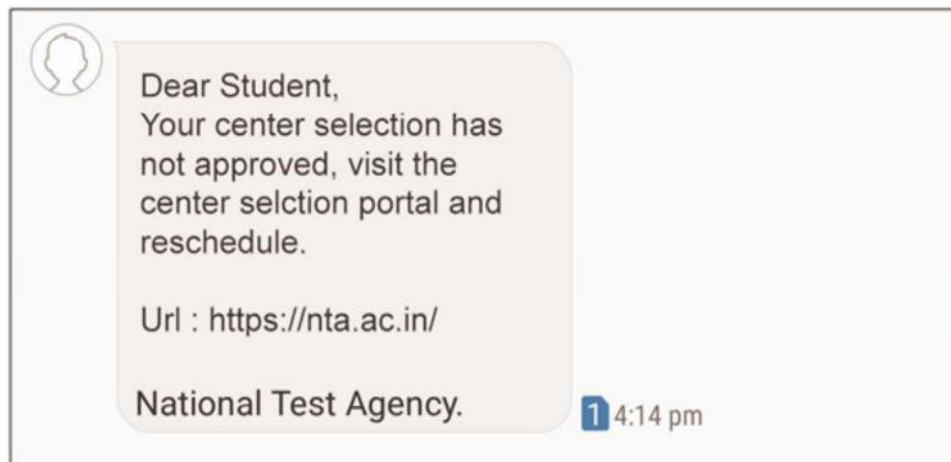 Dear Student,
Your center selection has
not approved, visit the
center selction portal and
reschedule.
Url : https://nta.ac.in/
National Test Agency.
1 4:14 pm